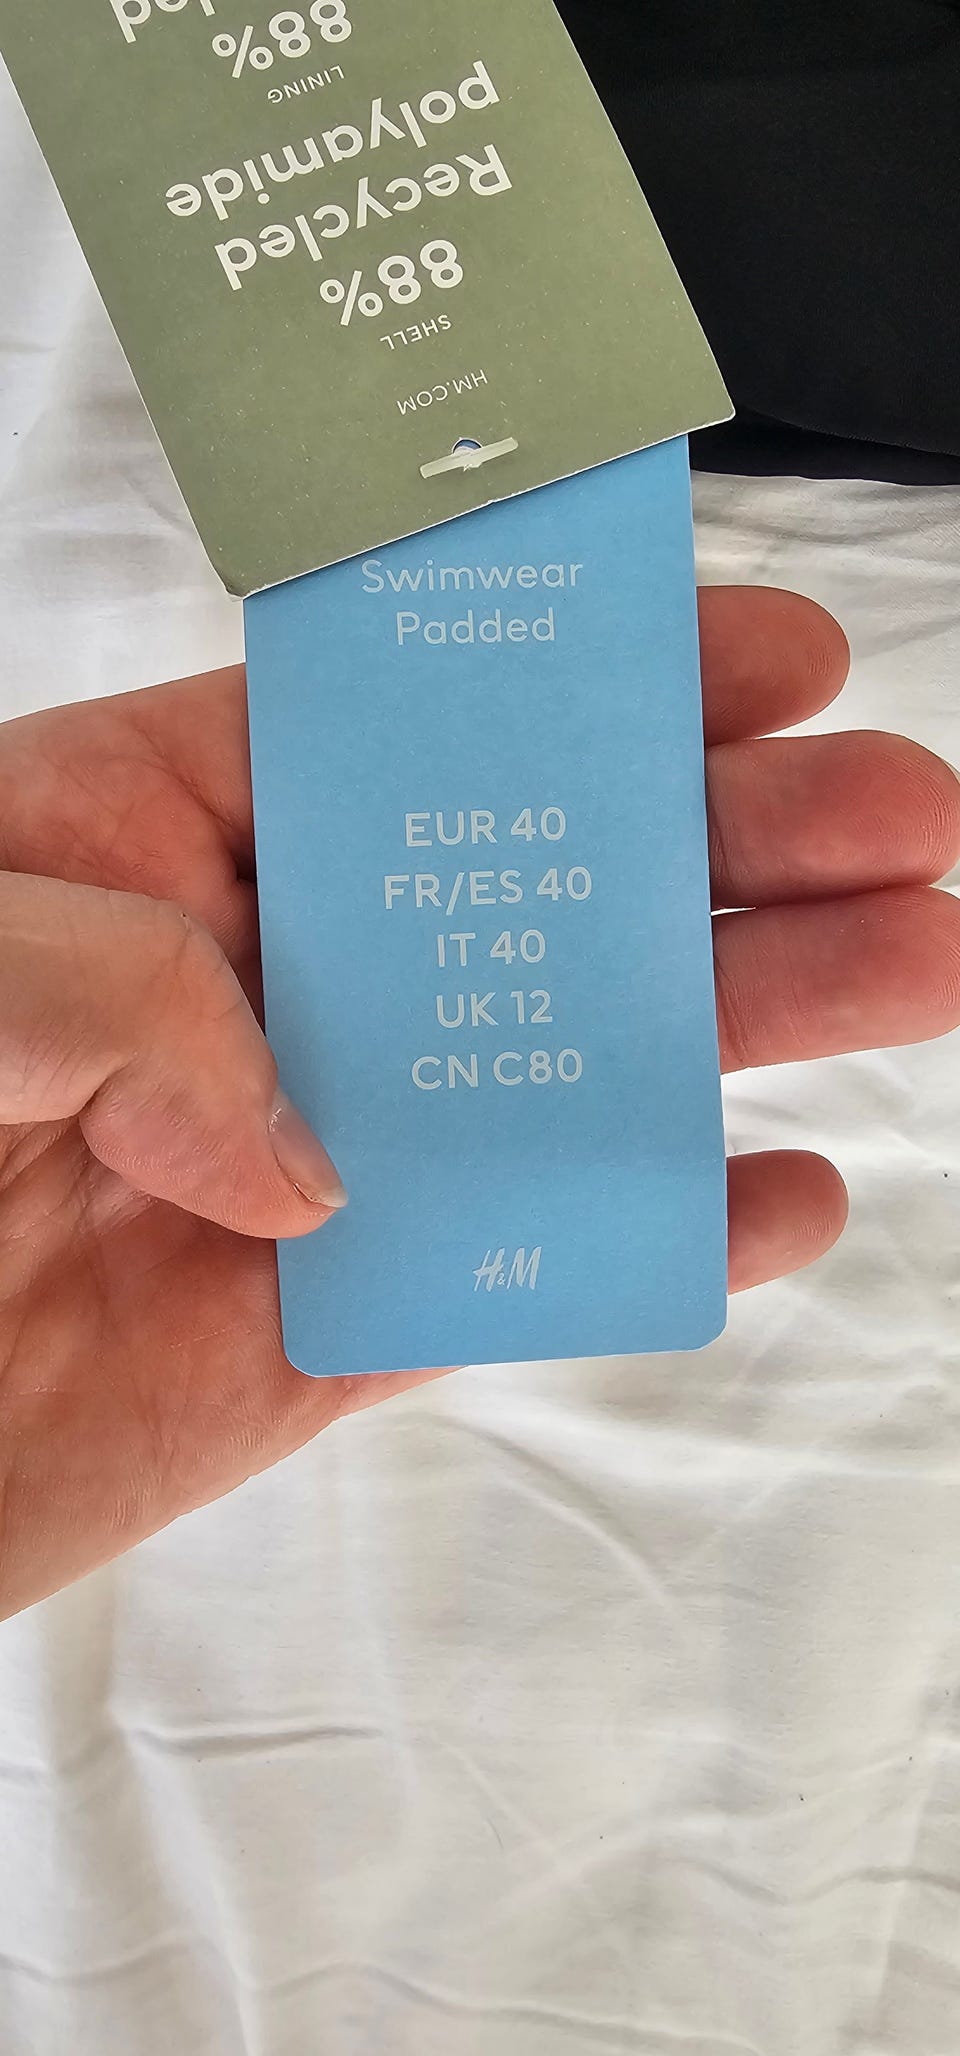 HM.COM
SHELL
88%
Recycled
polyamide
LINING
88%
Swimwear
Padded
EUR 40
FR/ES 40
IT 40
UK 12
CN C80
H&M